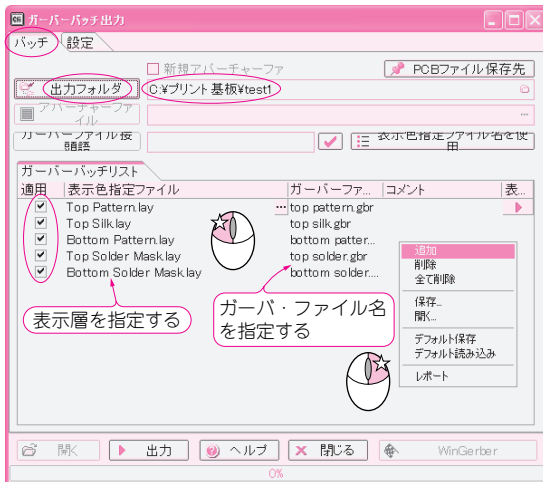 ガーバーバッチ出力
バッチ 設定
新規アパーチャーファ PCBファイル保存先
出力フォルダ C:¥プリント基板¥test1
アパーチャーファイル ...
ガーバーファイル接頭語 表示色指定ファイル名を使用
ガーバーバッチリスト
適用 表示色指定ファイル ガーバーファ... コメント 表...
Top Pattern.lay ... top pattern.gbr
Top Silk.lay top silk.gbr
Bottom Pattern.lay bottom patter...
Top Solder Mask.lay top solder.gbr
Bottom Solder Mask.lay bottom solder....
追加
削除
全て削除
保存...
開く...
デフォルト保存
デフォルト読み込み
レポート
表示層を指定する
ガーバ・ファイル名
を指定する
開く 出力 ヘルプ 閉じる WinGerber
0%